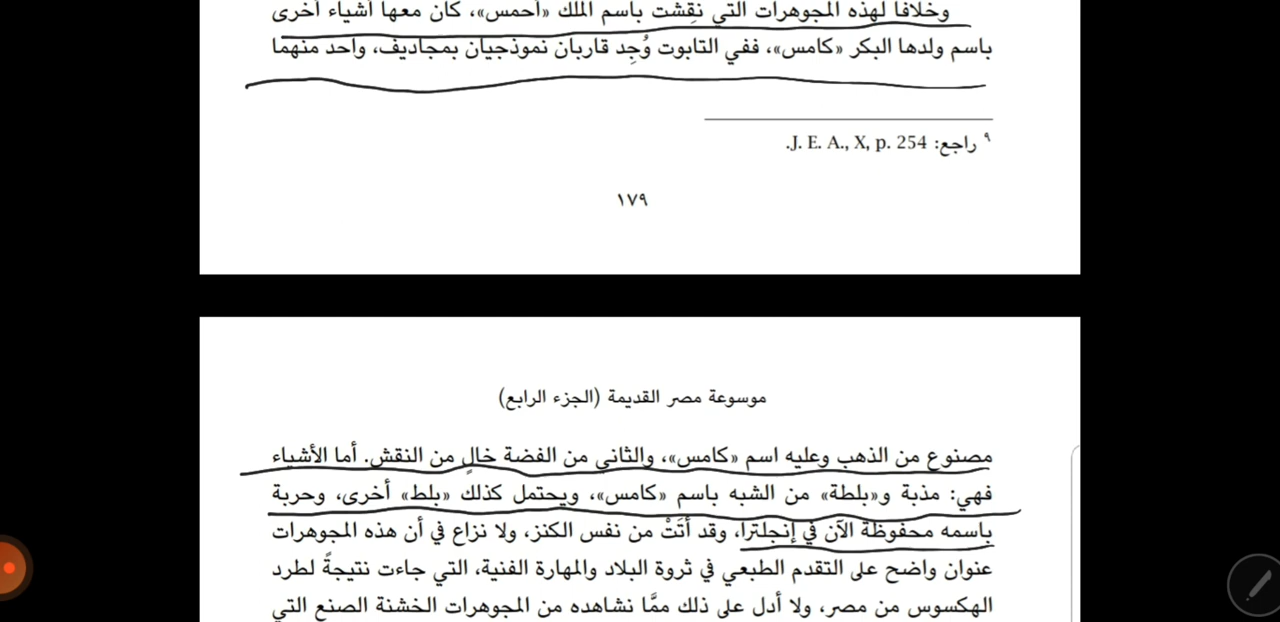 وخلافًا لهذه المجوهرات التي نُقِشت باسم الملك «أحمس»، كان معها أشياء أخرى
باسم ولدها البكر «كامس»، ففي التابوت وُجِد قاربان نموذجيان بمجاديف، واحد منهما
٩ راجع: J. E. A., X, p. 254.
١٧٩
موسوعة مصر القديمة (الجزء الرابع)
مصنوع من الذهب وعليه اسم «كامس»، والثاني من الفضة خالٍ من النقش. أما الأشياء
فهي: مذبة و«بلطة» من الشبه باسم «كامس»، ويحتمل كذلك «بلط» أخرى، وحربة
باسمه محفوظة الآن في إنجلترا، وقد أَتَتْ من نفس الكنز، ولا نزاع في أن هذه المجوهرات
عنوان واضح على التقدم الطبعي في ثروة البلاد والمهارة الفنية، التي جاءت نتيجةً لطرد
الهكسوس من مصر، ولا أدل على ذلك ممَّا نشاهده من المجوهرات الخشنة الصنع التي